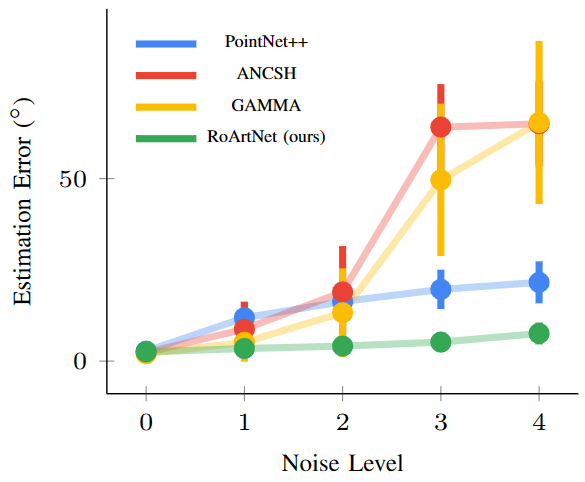 PointNet++
ANCSH
GAMMA
RoArtNet (ours)
Estimation Error (°)
50
0
0 1 2 3 4
Noise Level